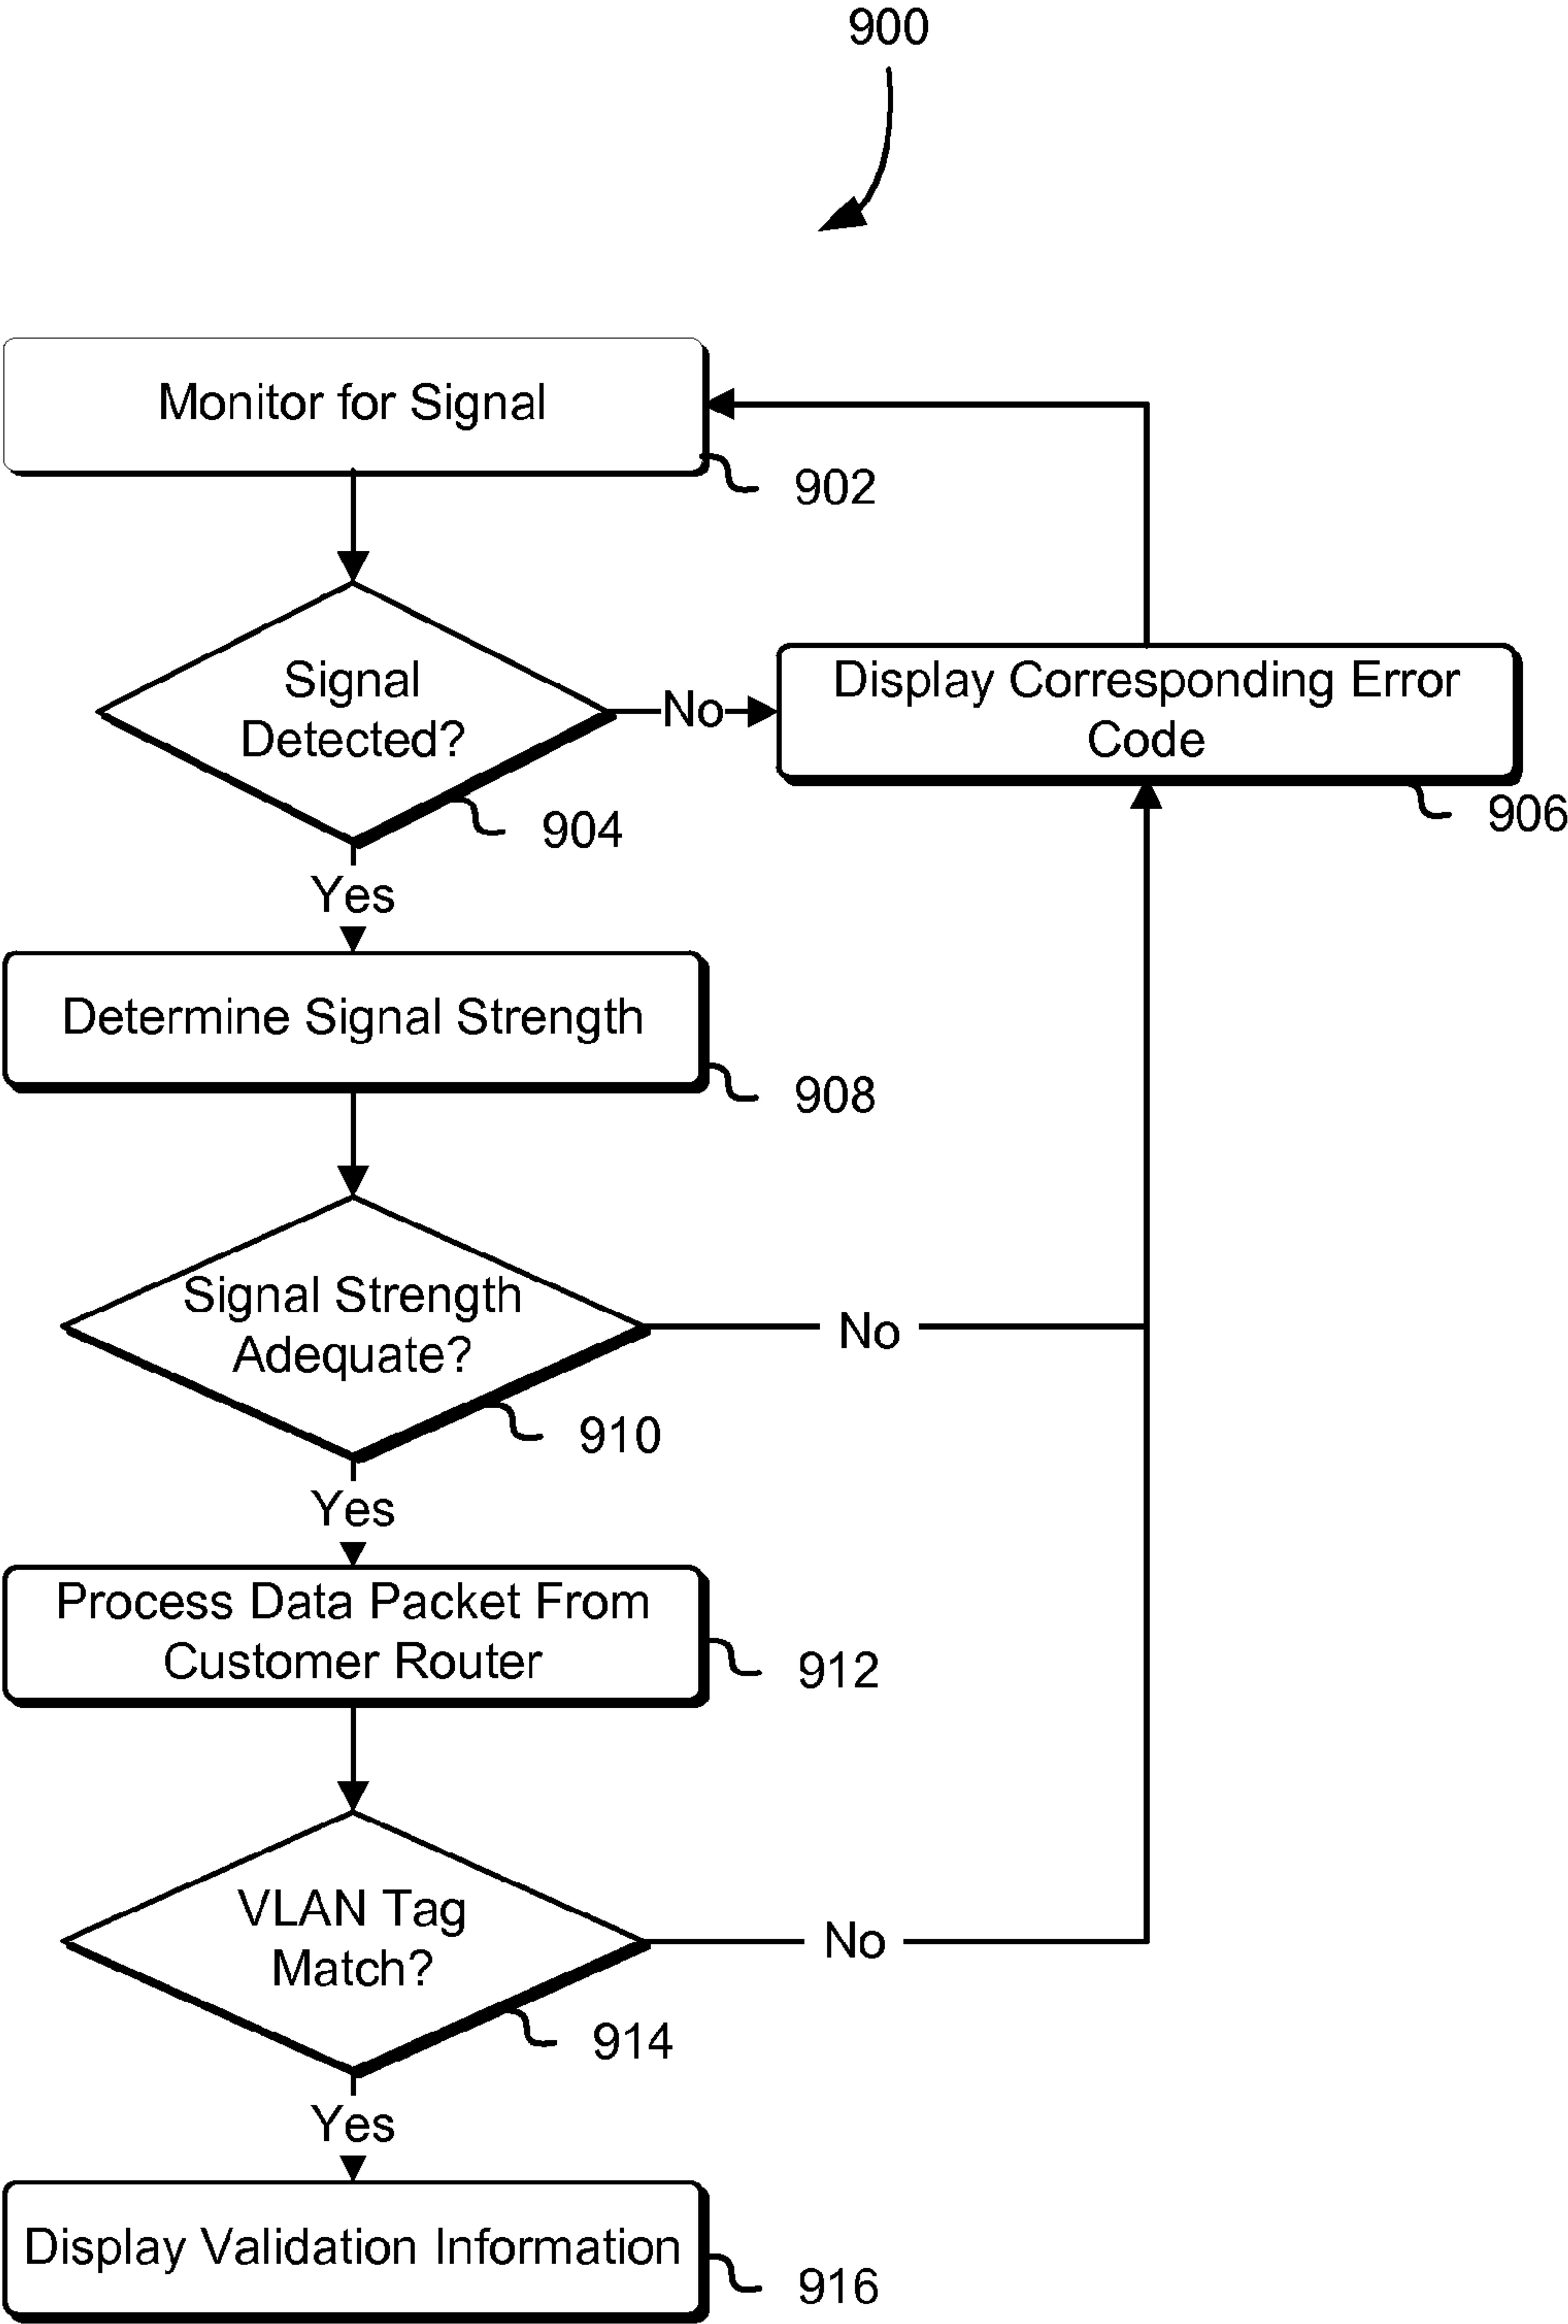 900
Monitor for Signal
902
Signal
Detected?
No
904
Display Corresponding Error
Code
906
Yes
Determine Signal Strength
908
Signal Strength
Adequate?
No
910
Yes
Process Data Packet From
Customer Router
912
VLAN Tag
Match?
No
914
Yes
Display Validation Information
916